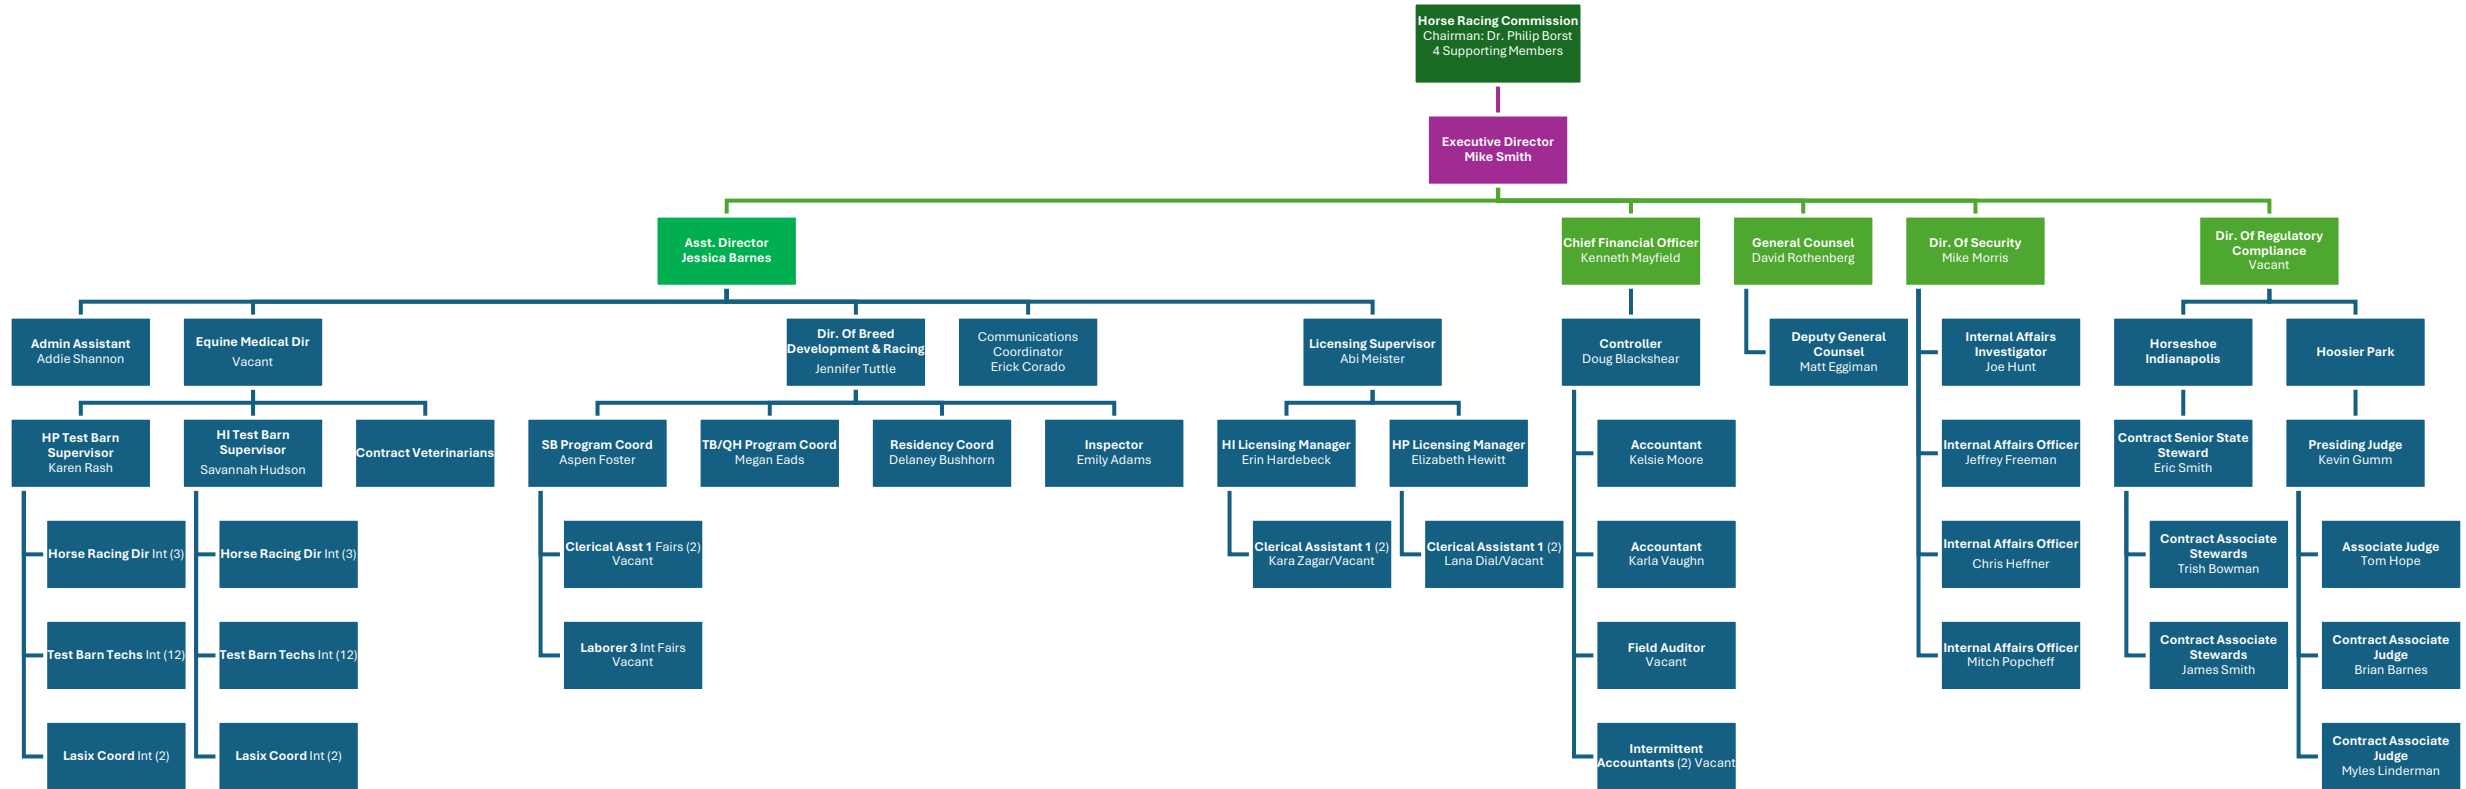 Horse Racing Commission
Chairman: Dr. Philip Borst
4 Supporting Members
Executive Director
Mike Smith
Asst. Director
Jessica Barnes
Chief Financial Officer
Kenneth Mayfield
General Counsel
David Rothenberg
Dir. Of Security
Mike Morris
Dir. Of Regulatory
Compliance
Vacant
Admin Assistant
Addie Shannon
Equine Medical Dir
Vacant
Dir. Of Breed
Development & Racing
Jennifer Tuttle
Communications
Coordinator
Erick Corado
Licensing Supervisor
Abi Meister
Controller
Doug Blackshear
Deputy General
Counsel
Matt Eggiman
Internal Affairs
Investigator
Joe Hunt
Horseshoe
Indianapolis
Hoosier Park
HP Test Barn
Supervisor
Karen Rash
HI Test Barn
Supervisor
Savannah Hudson
Contract Veterinarians
SB Program Coord
Aspen Foster
TB/QH Program Coord
Megan Eads
Residency Coord
Delaney Bushhorn
Inspector
Emily Adams
HI Licensing Manager
Erin Hardebeck
HP Licensing Manager
Elizabeth Hewitt
Accountant
Kelsie Moore
Internal Affairs Officer
Jeffrey Freeman
Contract Senior State
Steward
Eric Smith
Presiding Judge
Kevin Gumm
Horse Racing Dir Int (3)
Horse Racing Dir Int (3)
Clerical Asst 1 Fairs (2)
Vacant
Clerical Assistant 1 (2)
Kara Zagar/Vacant
Clerical Assistant 1 (2)
Lana Dial/Vacant
Accountant
Karla Vaughn
Internal Affairs Officer
Chris Heffner
Contract Associate
Stewards
Trish Bowman
Associate Judge
Tom Hope
Test Barn Techs Int (12)
Test Barn Techs Int (12)
Laborer 3 Int Fairs
Vacant
Field Auditor
Vacant
Internal Affairs Officer
Mitch Popcheff
Contract Associate
Stewards
James Smith
Contract Associate
Judge
Brian Barnes
Lasix Coord Int (2)
Lasix Coord Int (2)
Intermittent
Accountants (2) Vacant
Contract Associate
Judge
Myles Linderman